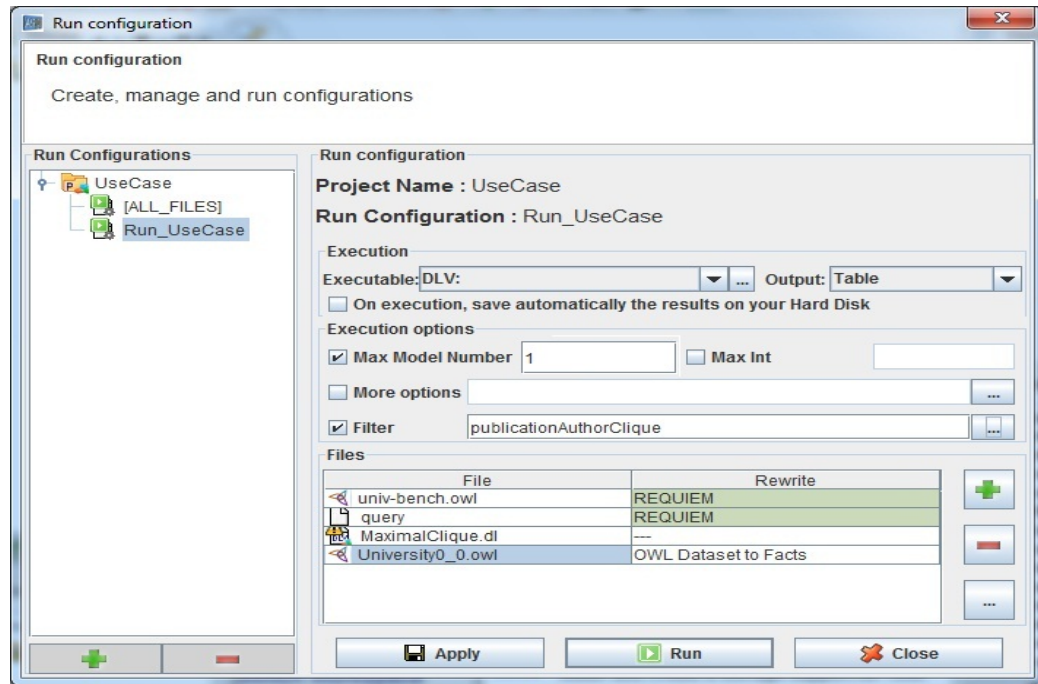 Run configuration
Run configuration
Create, manage and run configurations
Run Configurations
UseCase
[ALL_FILES]
Run_UseCase
Run configuration
Project Name : UseCase
Run Configuration : Run_UseCase
Execution
Executable: DLV: ... Output: Table
On execution, save automatically the results on your Hard Disk
Execution options
Max Model Number 1 Max Int
More options ...
Filter publicationAuthorClique ...
Files
File Rewrite
univ-bench.owl REQUIEM
query REQUIEM
MaximalClique.dl ---
University0_0.owl OWL Dataset to Facts
...
Apply Run Close